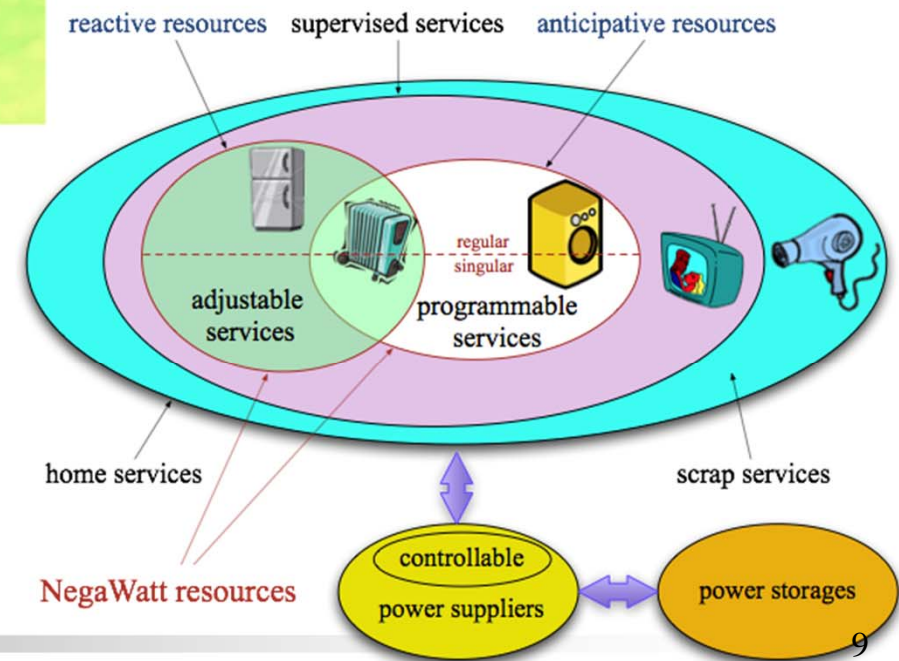 reactive resources
supervised services
anticipative resources
regular
singular
adjustable
services
programmable
services
home services
scrap services
NegaWatt resources
controllable
power suppliers
power storages
9